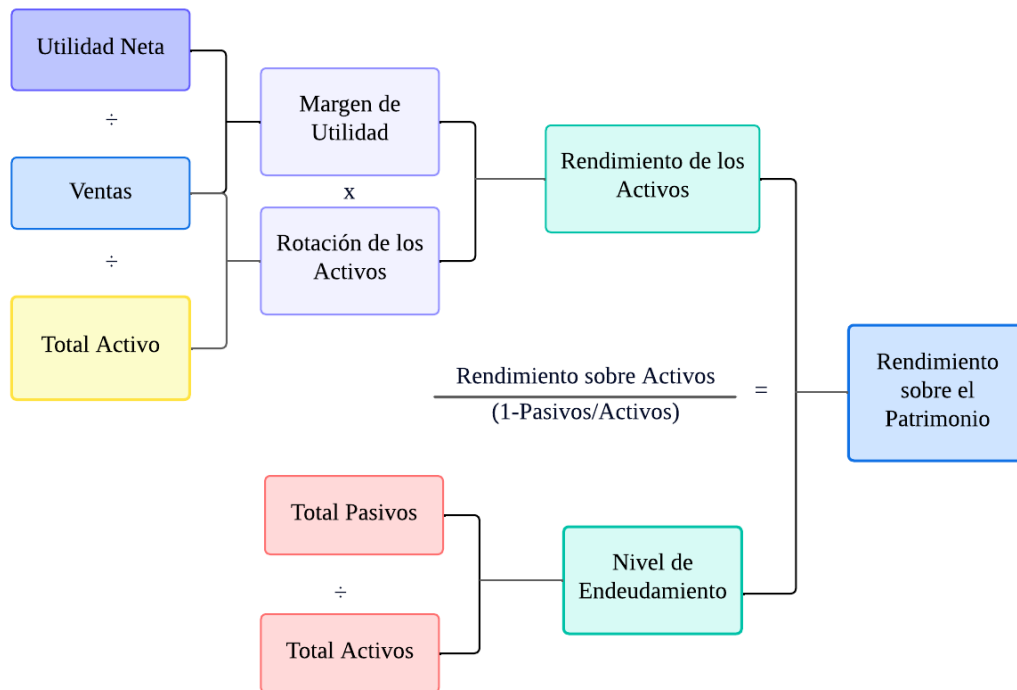 Utilidad Neta
÷
Ventas
÷
Total Activo
Margen de
Utilidad
x
Rotación de los
Activos
Rendimiento de los
Activos
Rendimiento sobre Activos
(1-Pasivos/Activos)
=
Rendimiento
sobre el
Patrimonio
Total Pasivos
÷
Total Activos
Nivel de
Endeudamiento